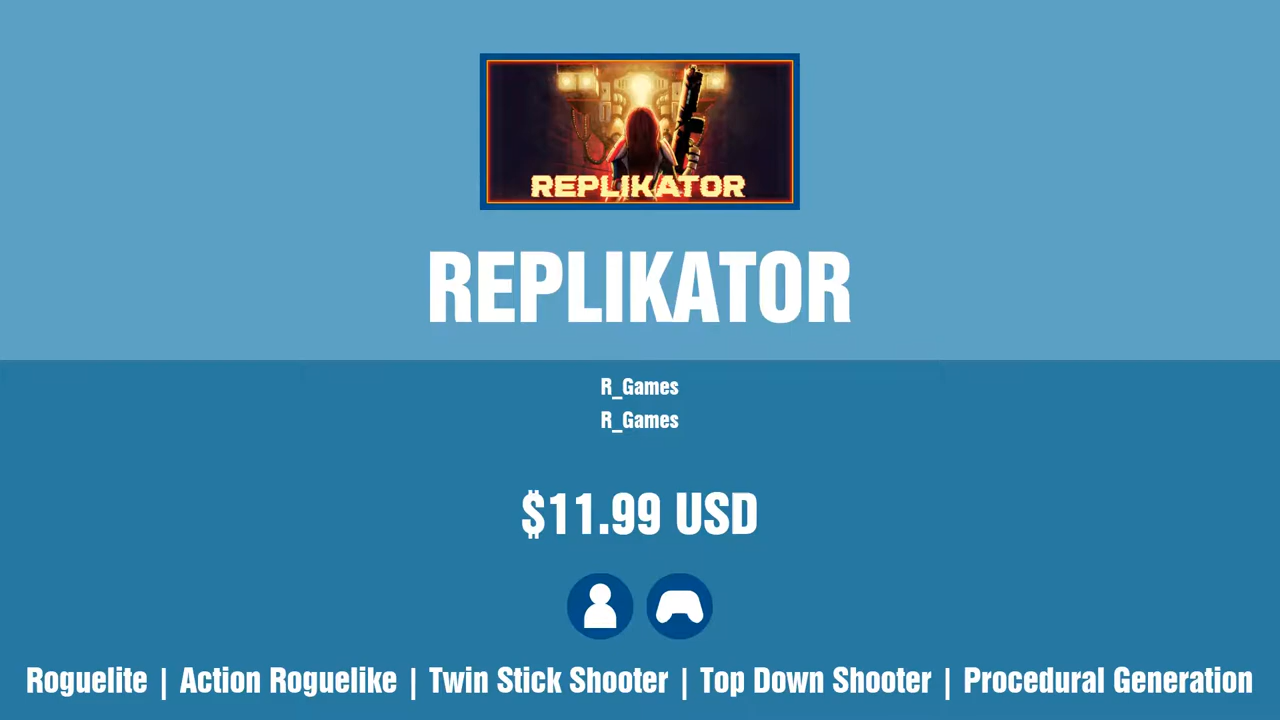 REPLIKATOR
REPLIKATOR
R_Games
R_Games
$11.99 USD
Roguelite | Action Roguelike | Twin Stick Shooter | Top Down Shooter | Procedural Generation